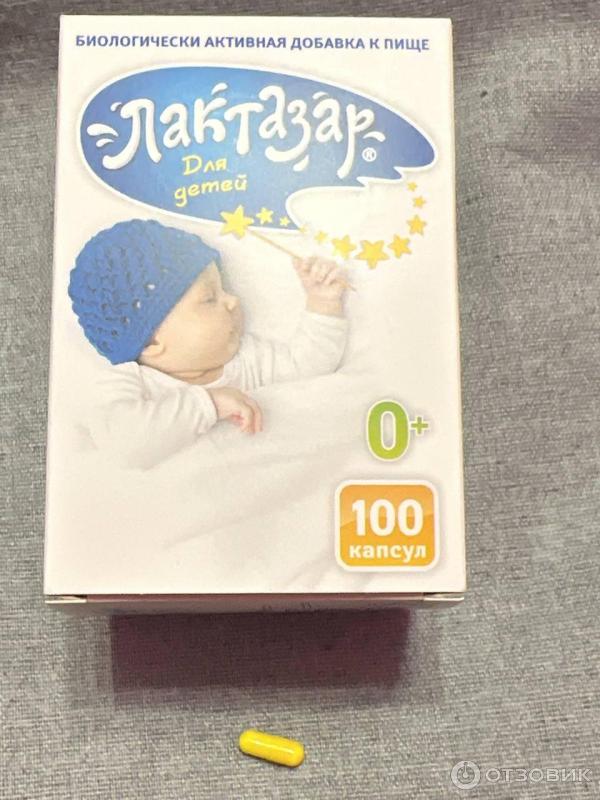 БИОЛОГИЧЕСКИ АКТИВНАЯ ДОБАВКА К ПИЩЕ
Лактазар®
Для
детей
0+
100
капсул
ОТЗОВИК